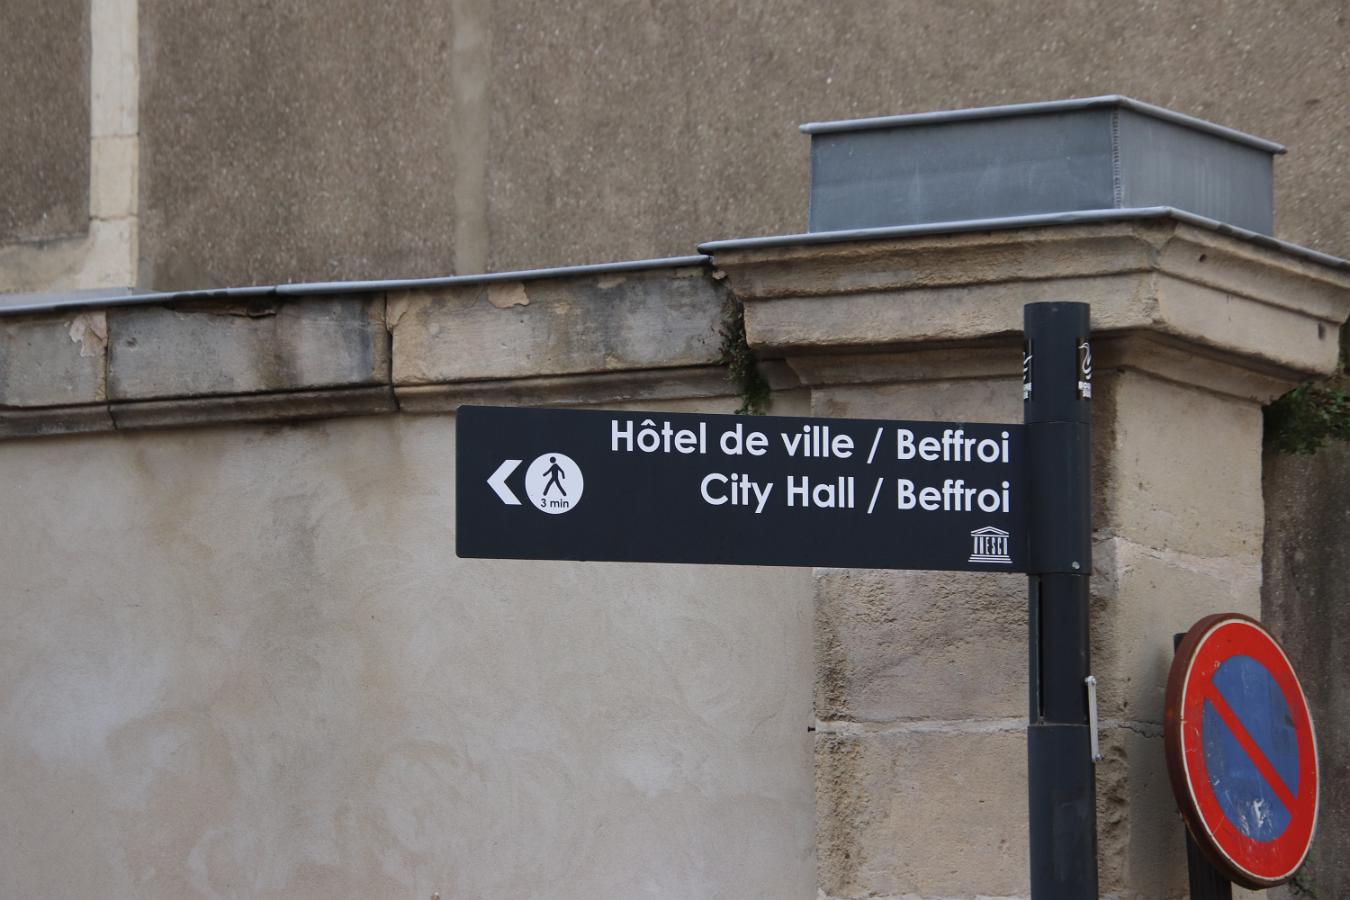 Hôtel de ville / Beffroi
City Hall / Beffroi
3 min
UNESCO